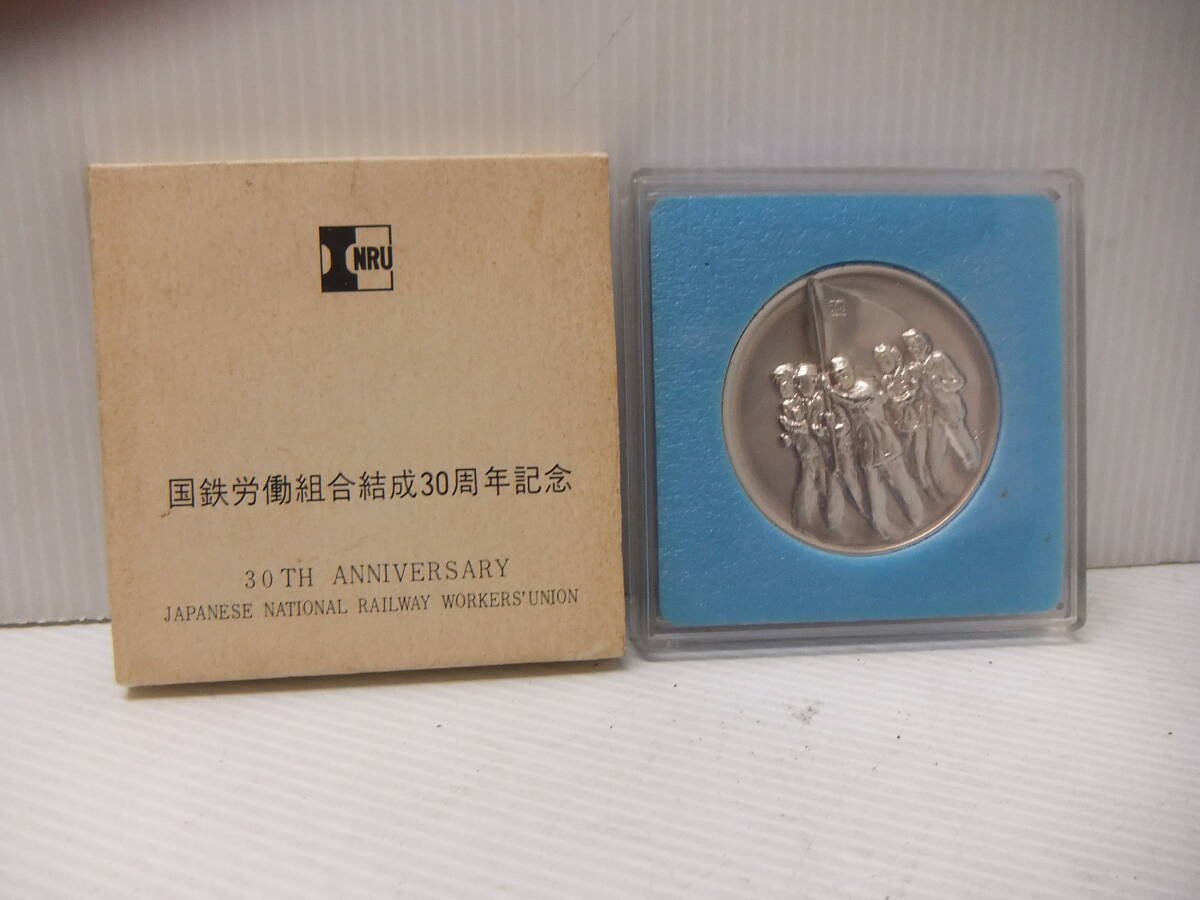 NRU
国鉄労働組合結成30周年記念
30TH ANNIVERSARY
JAPANESE NATIONAL RAILWAY WORKERS' UNION